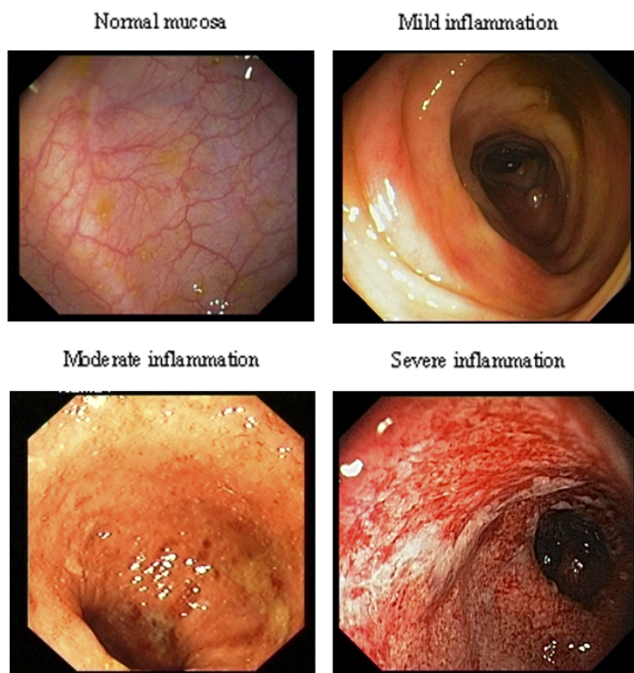 Normal mucosa
Mild inflammation
Moderate inflammation
Severe inflammation